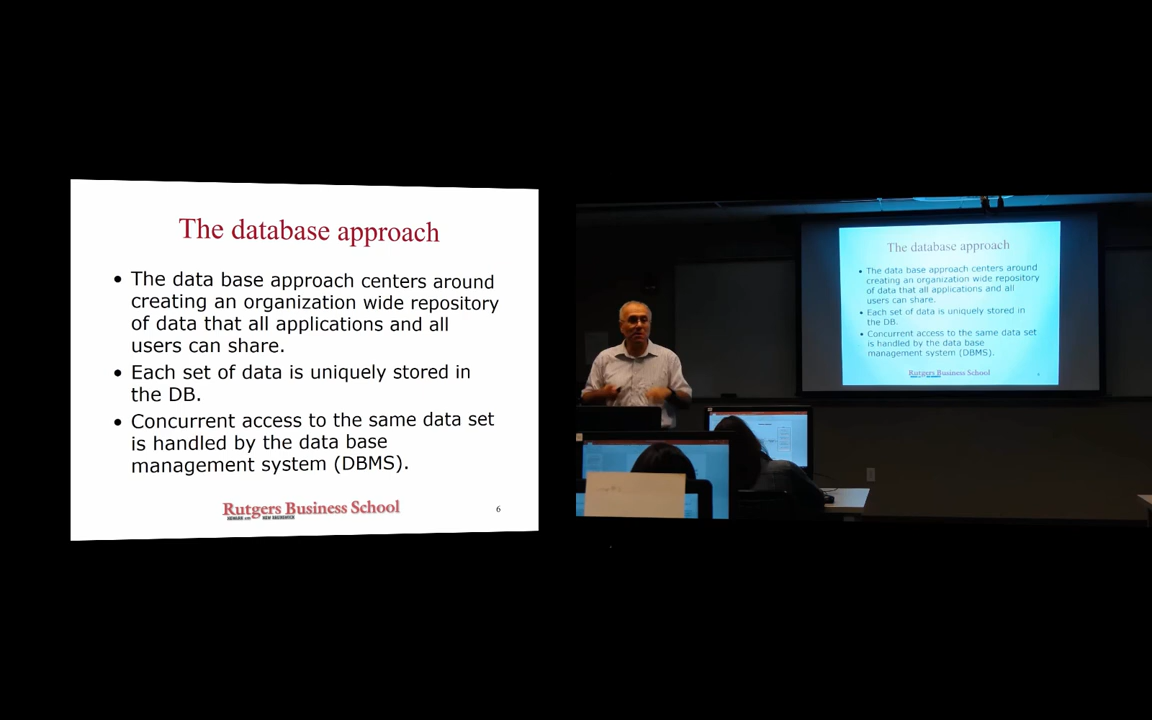 The database approach
• The data base approach centers around
creating an organization wide repository
of data that all applications and all
users can share.
• Each set of data is uniquely stored in
the DB.
• Concurrent access to the same data set
is handled by the data base
management system (DBMS).
Rutgers Business School
NEWARK AND NEW BRUNSWICK
6
The database approach
• The data base approach centers around
creating an organization wide repository
of data that all applications and all
users can share.
• Each set of data is uniquely stored in
the DB.
• Concurrent access to the same data set
is handled by the data base
management system (DBMS).
Rutgers Business School